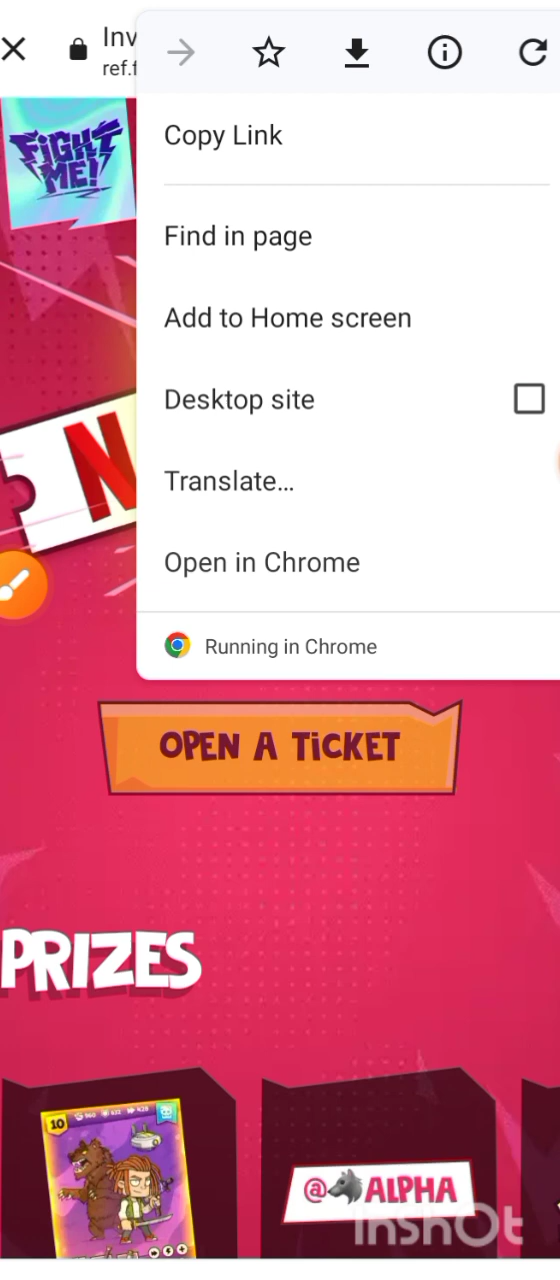 Inv
ref.f
Copy Link
FiGHT
ME!
Find in page
Add to Home screen
Desktop site
N
Translate...
Open in Chrome
Running in Chrome
OPEN A TiCKET
PRIZES
10
@ALPHA
InshOt